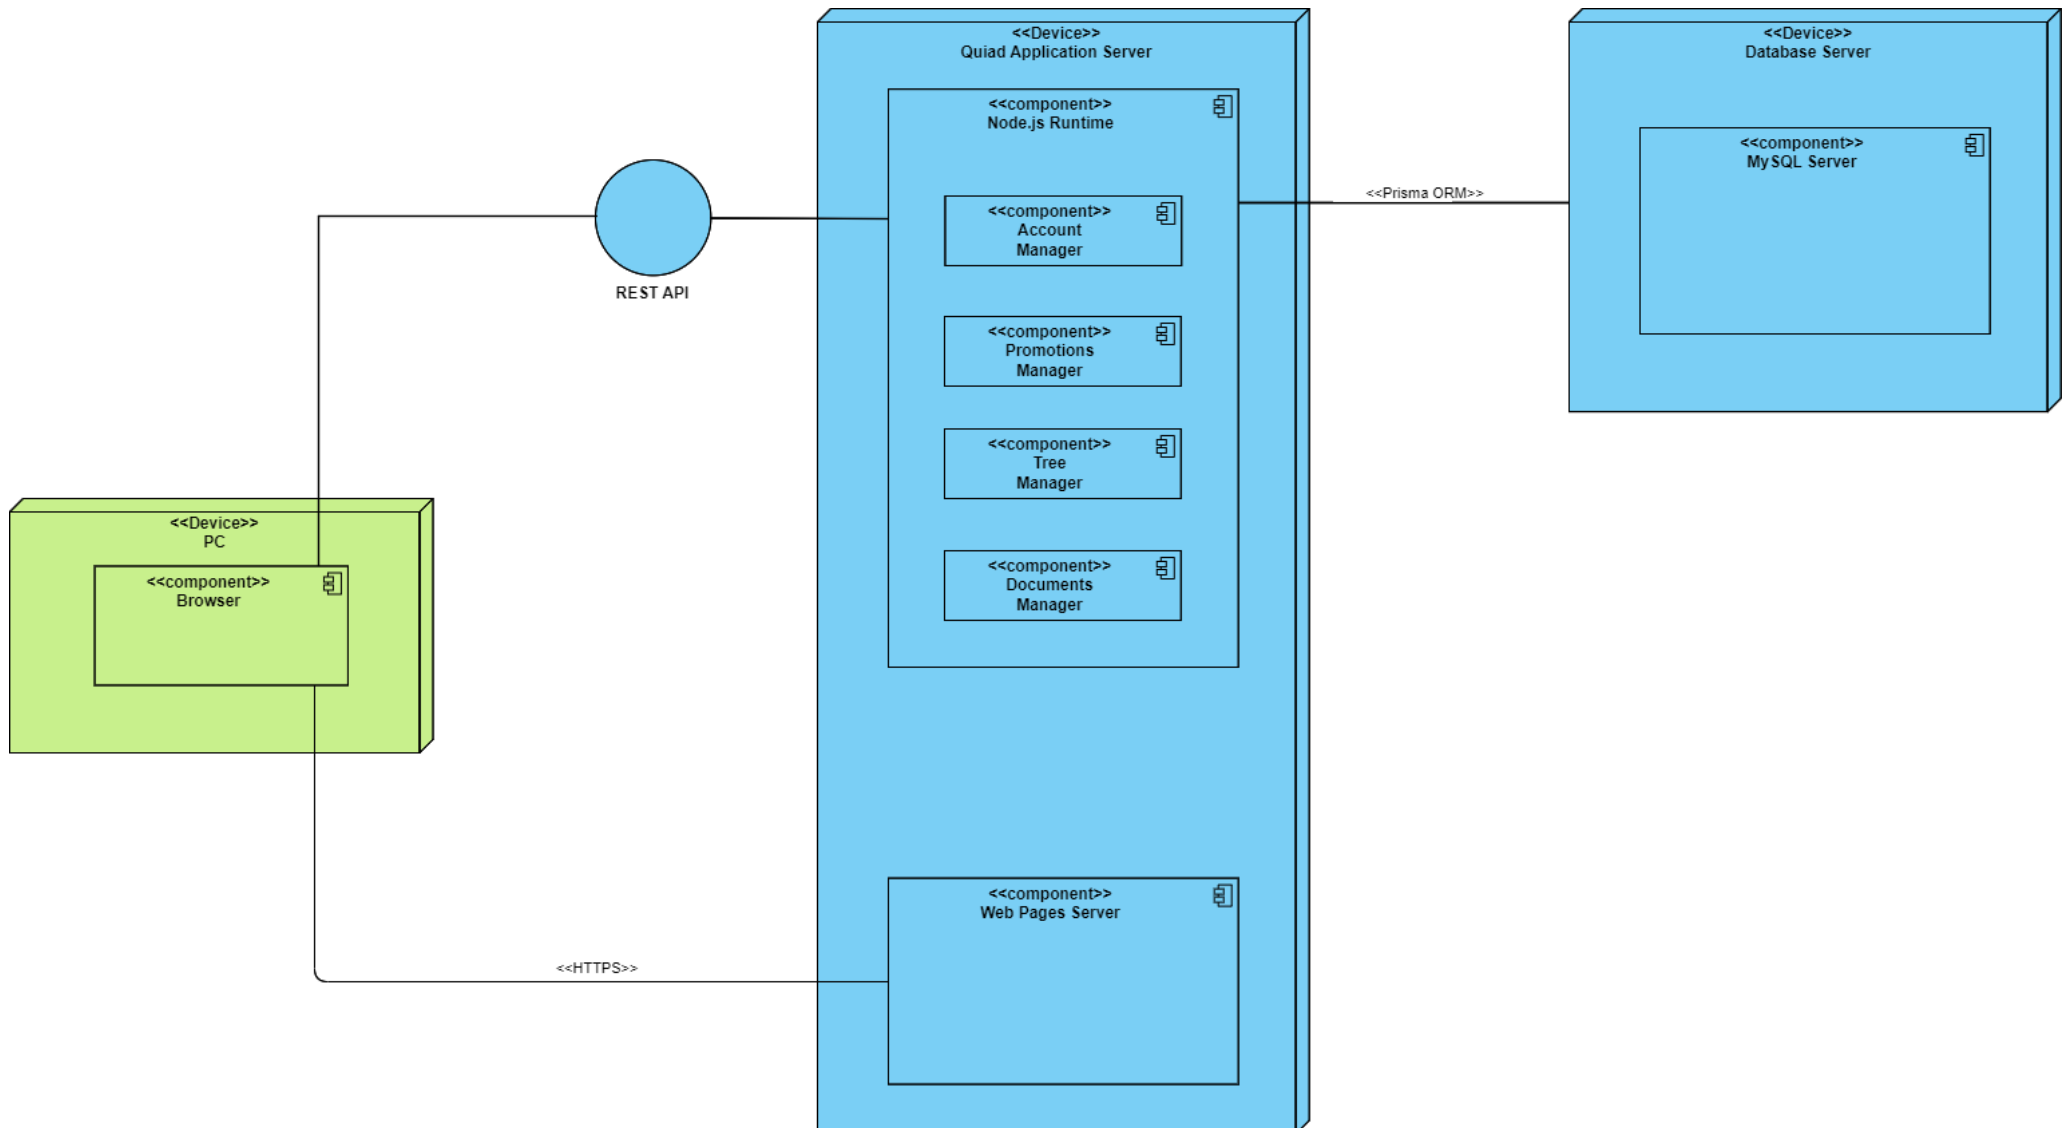 <<Device>>
Quiad Application Server
<<component>>
Node.js Runtime
<<component>>
Account
Manager
<<component>>
Promotions
Manager
<<component>>
Tree
Manager
<<component>>
Documents
Manager
<<component>>
Web Pages Server
<<Device>>
Database Server
<<component>>
MySQL Server
<<Prisma ORM>>
REST API
<<Device>>
PC
<<component>>
Browser
<<HTTPS>>